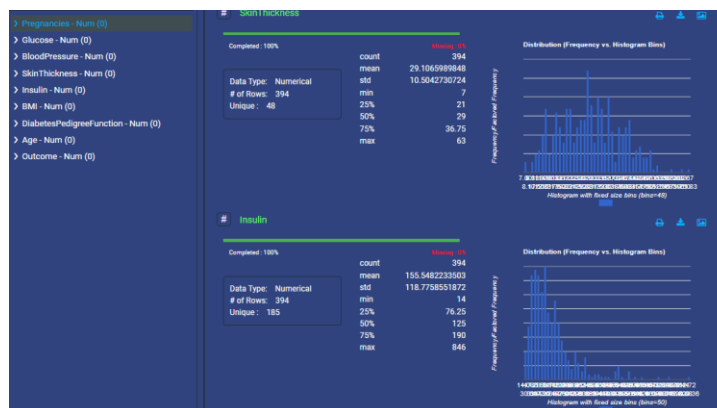 Pregnancies - Num (0)
Glucose - Num (0)
BloodPressure - Num (0)
SkinThickness - Num (0)
Insulin - Num (0)
BMI - Num (0)
DiabetesPedigreeFunction - Num (0)
Age - Num (0)
Outcome - Num (0)
# SkinThickness
Completed : 100%
Missing : 0%
Data Type: Numerical
# of Rows: 394
Unique : 48
count 394
mean 29.1065989848
std 10.5042730724
min 7
25% 21
50% 29
75% 36.75
max 63
Distribution (Frequency vs. Histogram Bins)
Frequency/Factored Frequency
Histogram with fixed size bins (bins=48)
# Insulin
Completed : 100%
Missing : 0%
Data Type: Numerical
# of Rows: 394
Unique : 185
count 394
mean 155.5482233503
std 118.7758551872
min 14
25% 76.25
50% 125
75% 190
max 846
Distribution (Frequency vs. Histogram Bins)
Frequency/Factored Frequency
Histogram with fixed size bins (bins=50)